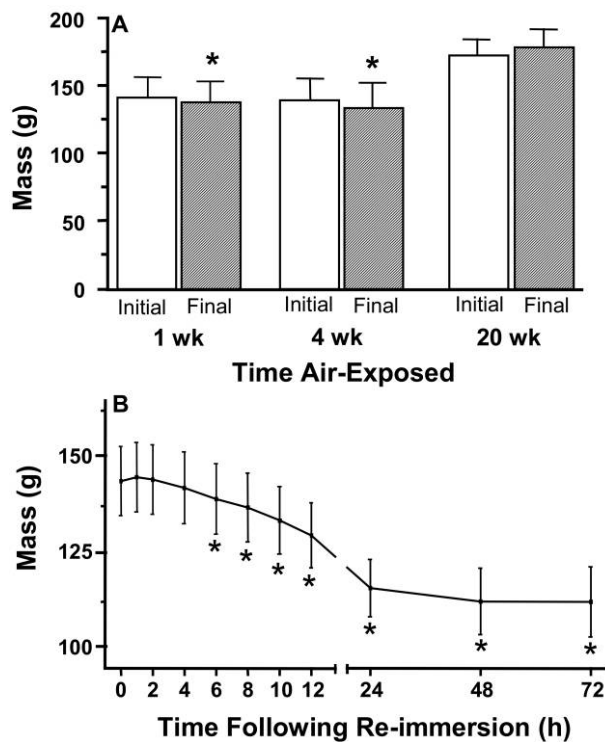 A
200
150
100
50
0
Mass (g)
*
*
Initial Final Initial Final Initial Final
1 wk 4 wk 20 wk
Time Air-Exposed
B
150
125
100
Mass (g)
* * * * * * *
0 2 4 6 8 10 12 24 48 72
Time Following Re-immersion (h)